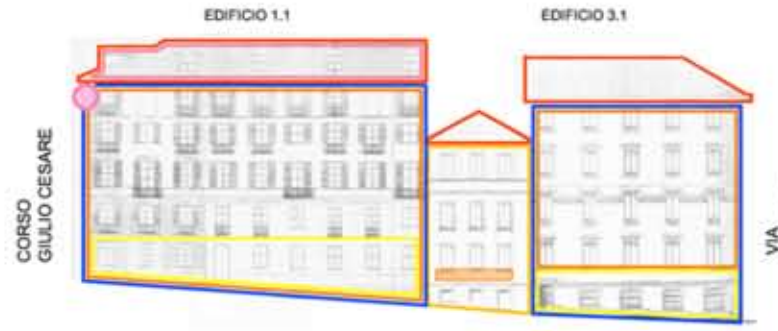 EDIFICIO 1.1
EDIFICIO 3.1
CORSO
GIULIO CESARE
VIA